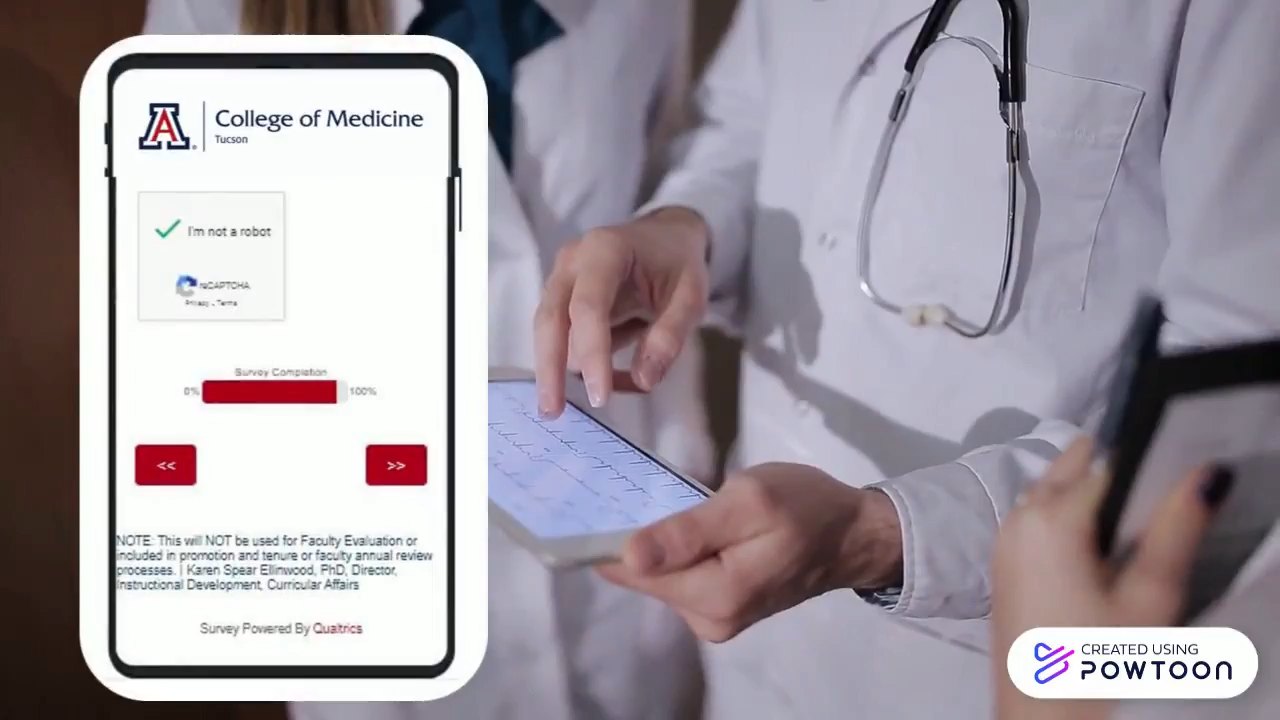 A
College of Medicine
Tucson
I'm not a robot
reCAPTCHA
Privacy - Terms
Survey Completion
0% 100%
<< >>
NOTE: This will NOT be used for Faculty Evaluation or
included in promotion and tenure or faculty annual review
processes. | Karen Spear Ellinwood, PhD, Director,
Instructional Development, Curricular Affairs
Survey Powered By Qualtrics
CREATED USING
POWTOON